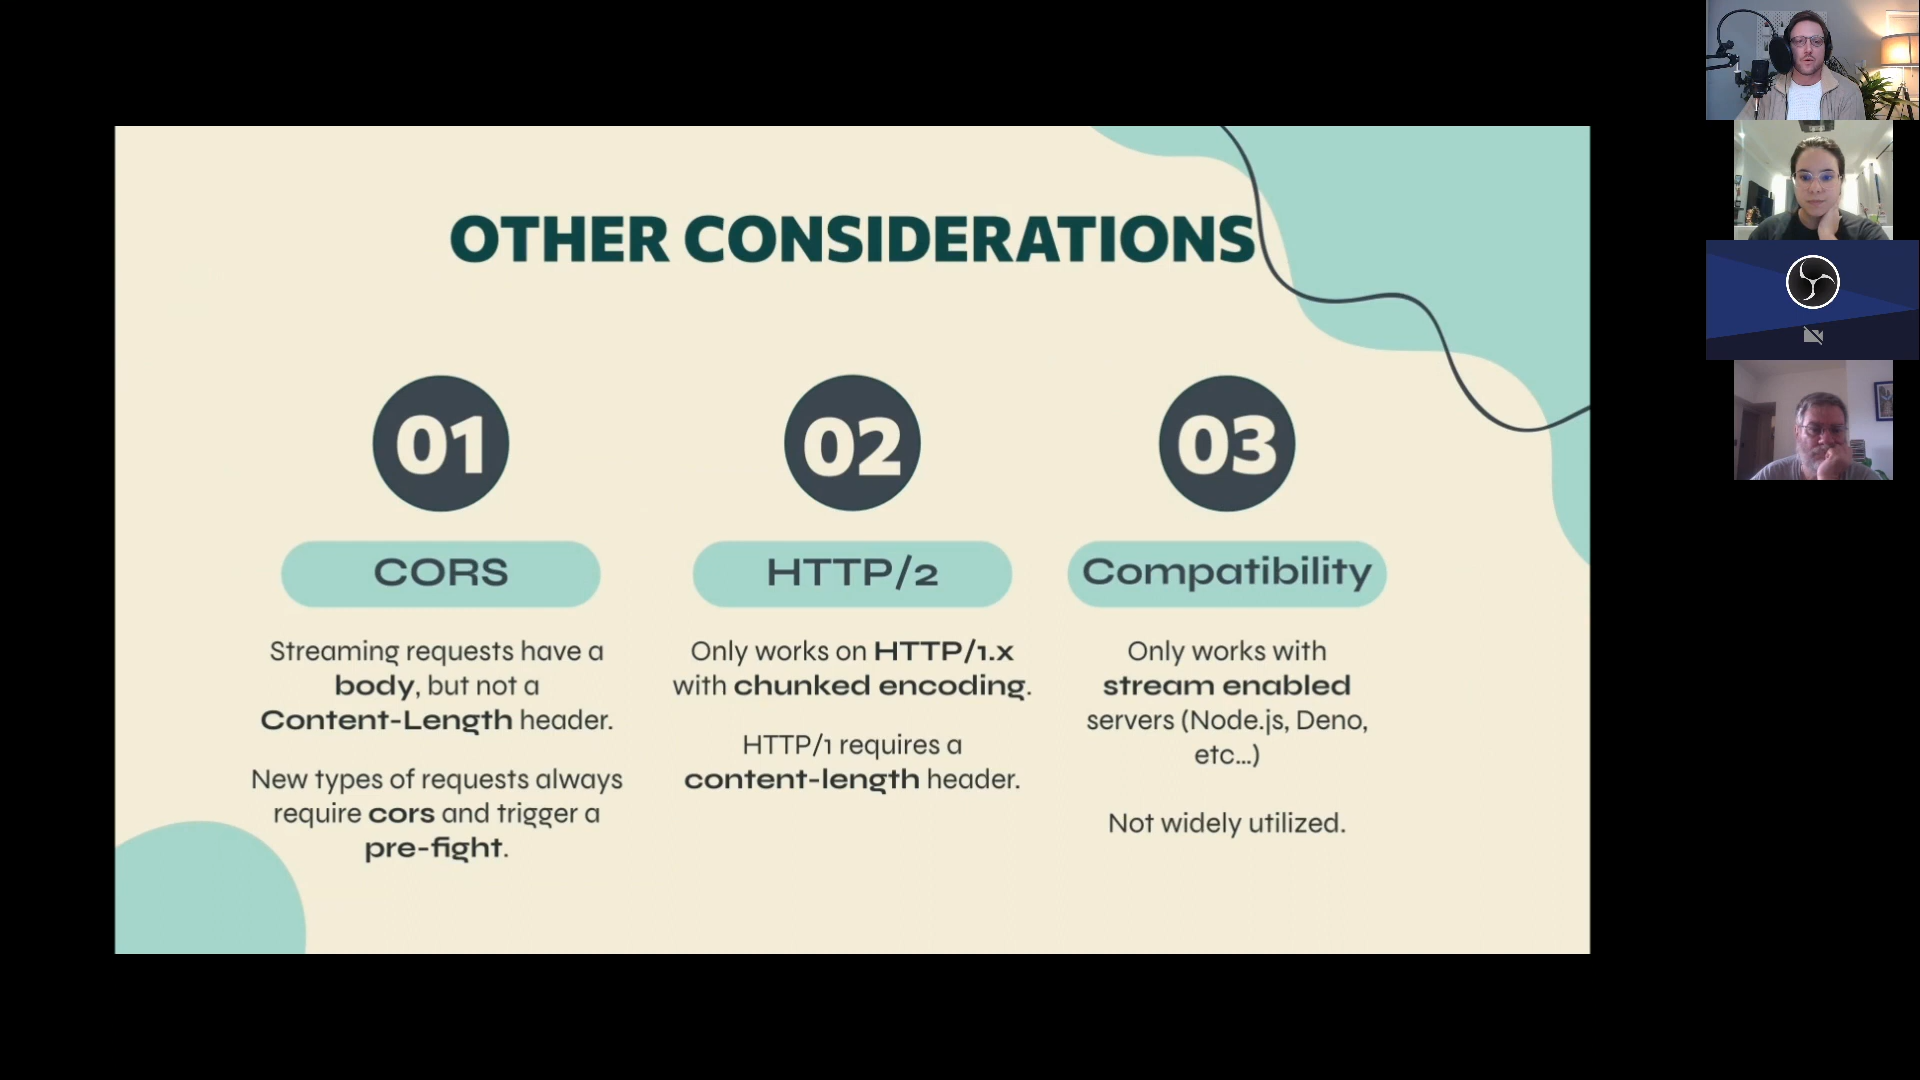 OTHER CONSIDERATIONS
01
CORS
Streaming requests have a
body, but not a
Content-Length header.
New types of requests always
require cors and trigger a
pre-fight.
02
HTTP/2
Only works on HTTP/1.x
with chunked encoding.
HTTP/1 requires a
content-length header.
03
Compatibility
Only works with
stream enabled
servers (Node.js, Deno,
etc...)
Not widely utilized.